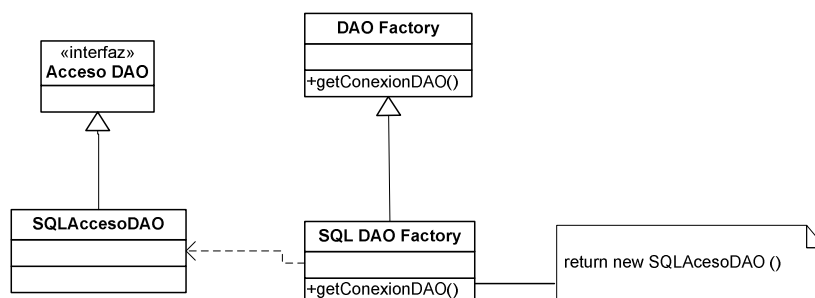 DAO Factory
+getConexionDAO()
«interfaz»
Acceso DAO
SQLAccesoDAO
SQL DAO Factory
+getConexionDAO()
return new SQLAcesoDAO ()